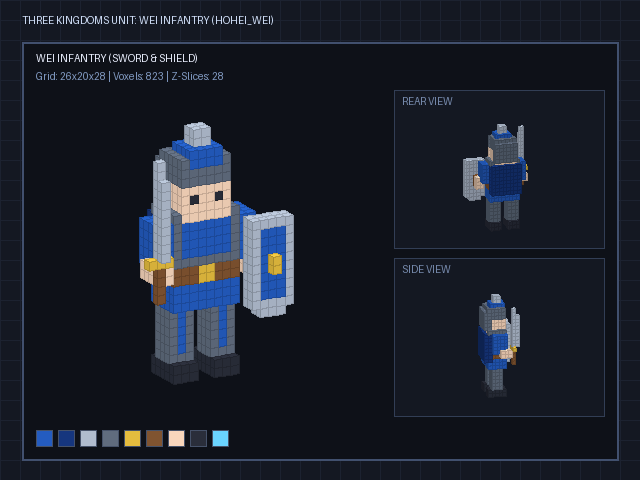 THREE KINGDOMS UNIT: WEI INFANTRY (HOHEI_WEI)
WEI INFANTRY (SWORD & SHIELD)
Grid: 26x20x28 | Voxels: 823 | Z-Slices: 28
REAR VIEW
SIDE VIEW